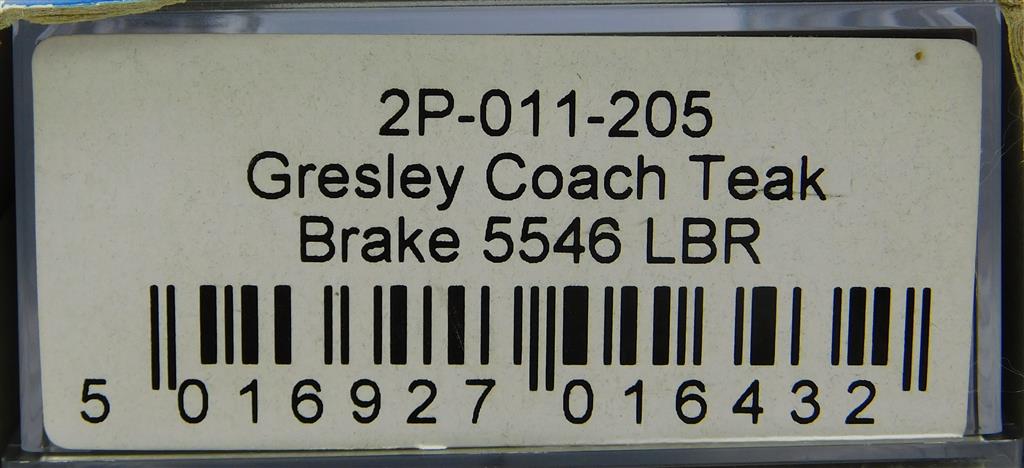 2P-011-205
Gresley Coach Teak
Brake 5546 LBR
5 016927 016432